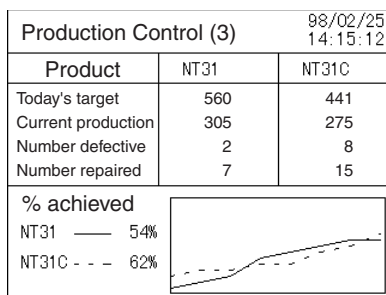 Production Control (3) 98/02/25
14:15:12
Product NT31 NT31C
Today's target 560 441
Current production 305 275
Number defective 2 8
Number repaired 7 15
% achieved
NT31 —— 54%
NT31C - - - 62%